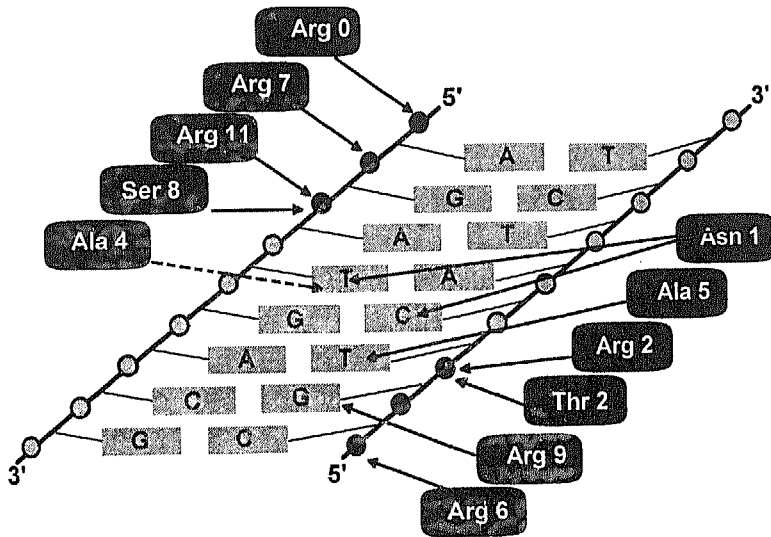 Arg 0
Arg 7
5'
3'
Arg 11
A T
Ser 8
G C
Ala 4
A T
Asn 1
T A
Ala 5
G C
Arg 2
A T
Thr 2
C G
Arg 9
G C
3'
5'
Arg 6